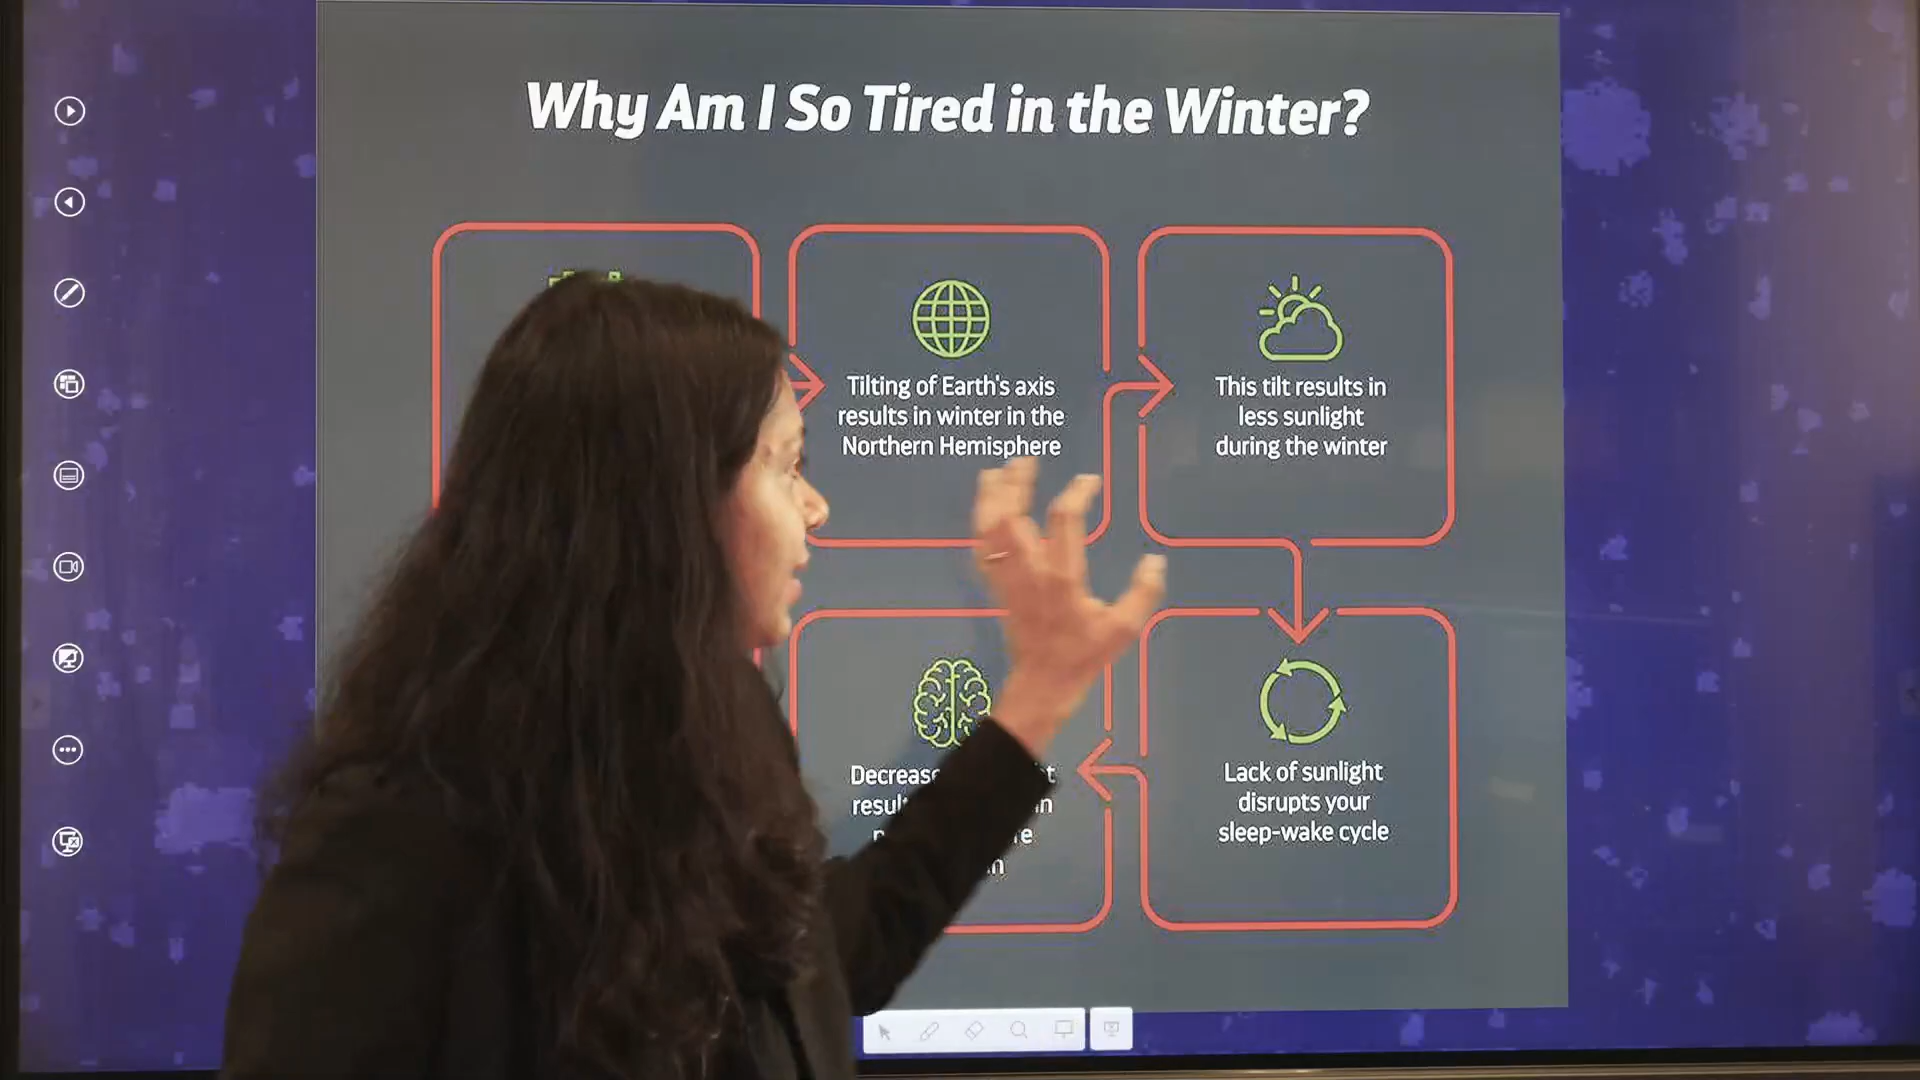 Why Am I So Tired in the Winter?
Tilting of Earth's axis
results in winter in the
Northern Hemisphere
This tilt results in
less sunlight
during the winter
Lack of sunlight
disrupts your
sleep-wake cycle
in